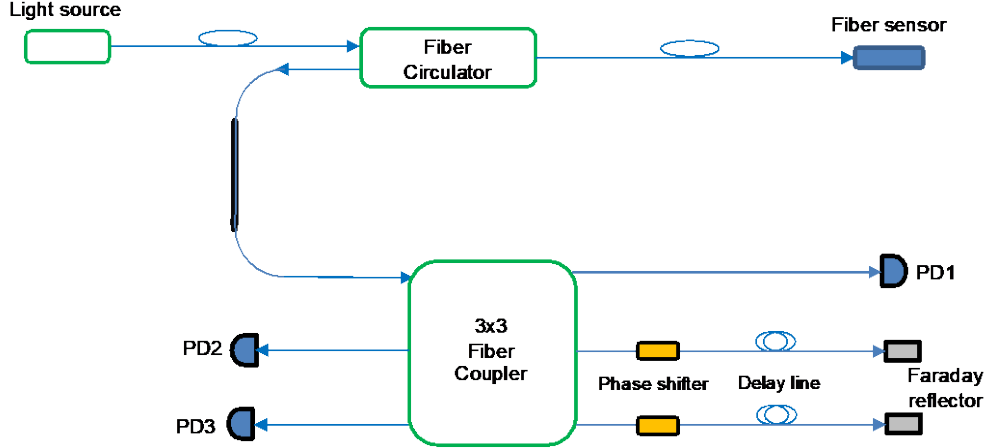 Light source
Fiber
Circulator
Fiber sensor
PD1
3x3
Fiber
Coupler
PD2
Phase shifter
Delay line
Faraday
reflector
PD3